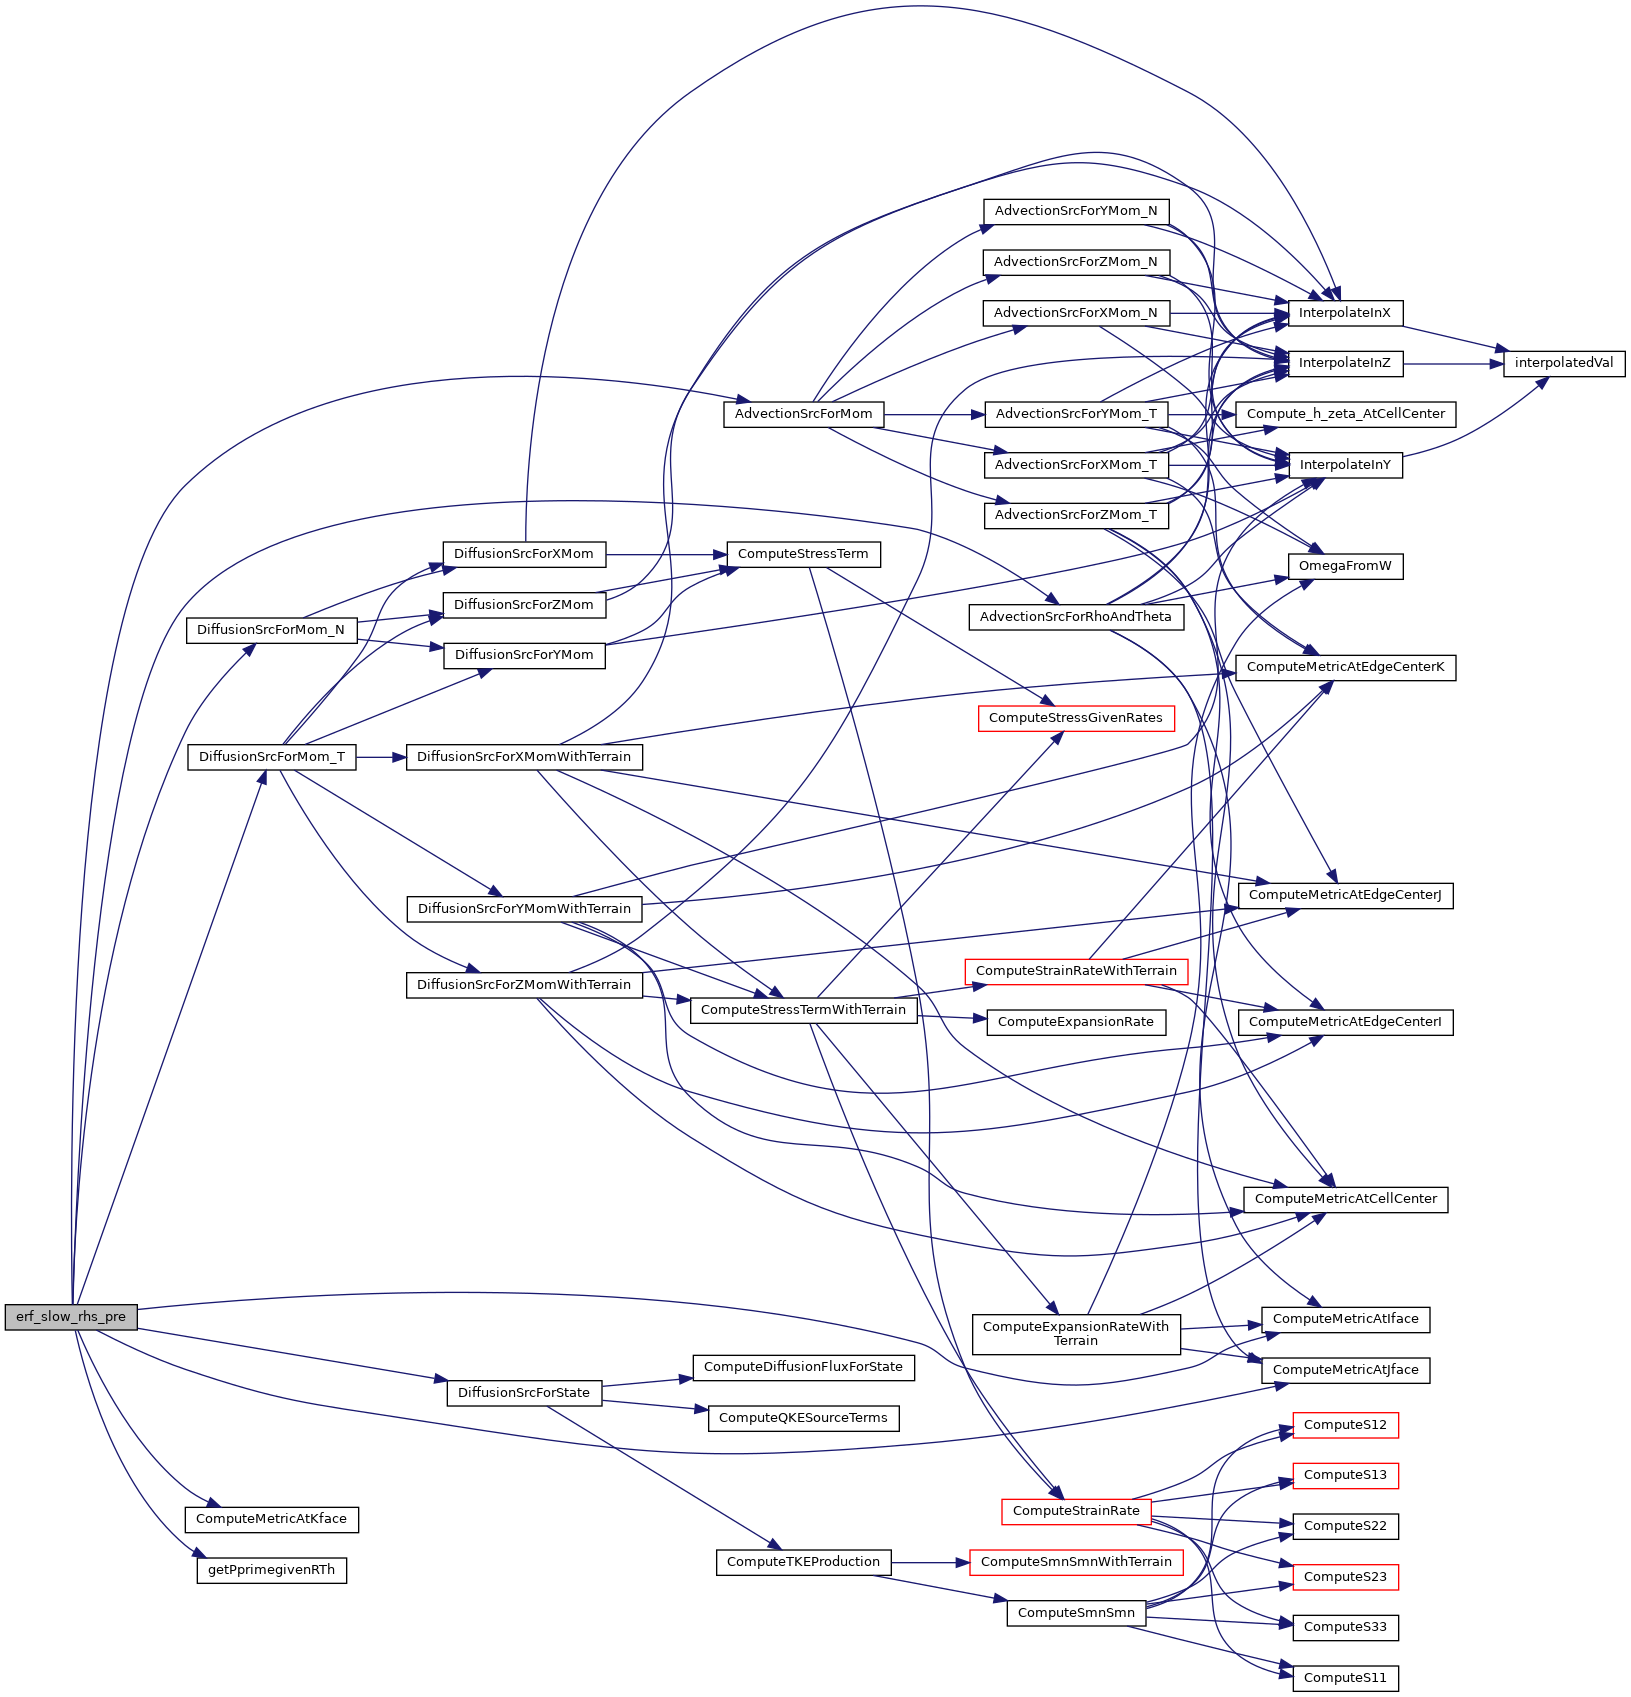 AdvectionSrcForYMom_N
AdvectionSrcForZMom_N
AdvectionSrcForXMom_N
InterpolateInX
InterpolateInZ
interpolatedVal
AdvectionSrcForMom
AdvectionSrcForYMom_T
Compute_h_zeta_AtCellCenter
AdvectionSrcForXMom_T
InterpolateInY
AdvectionSrcForZMom_T
DiffusionSrcForXMom
ComputeStressTerm
OmegaFromW
DiffusionSrcForZMom
AdvectionSrcForRhoAndTheta
DiffusionSrcForMom_N
DiffusionSrcForYMom
ComputeMetricAtEdgeCenterK
ComputeStressGivenRates
DiffusionSrcForMom_T
DiffusionSrcForXMomWithTerrain
ComputeMetricAtEdgeCenterJ
DiffusionSrcForYMomWithTerrain
ComputeStrainRateWithTerrain
DiffusionSrcForZMomWithTerrain
ComputeStressTermWithTerrain
ComputeExpansionRate
ComputeMetricAtEdgeCenterI
ComputeMetricAtCellCenter
erf_slow_rhs_pre
ComputeExpansionRateWith
Terrain
ComputeMetricAtIface
ComputeDiffusionFluxForState
ComputeMetricAtJface
DiffusionSrcForState
ComputeQKESourceTerms
ComputeS12
ComputeS13
ComputeMetricAtKface
ComputeStrainRate
ComputeS22
getPprimegivenRTh
ComputeTKEProduction
ComputeSmnSmnWithTerrain
ComputeS23
ComputeSmnSmn
ComputeS33
ComputeS11